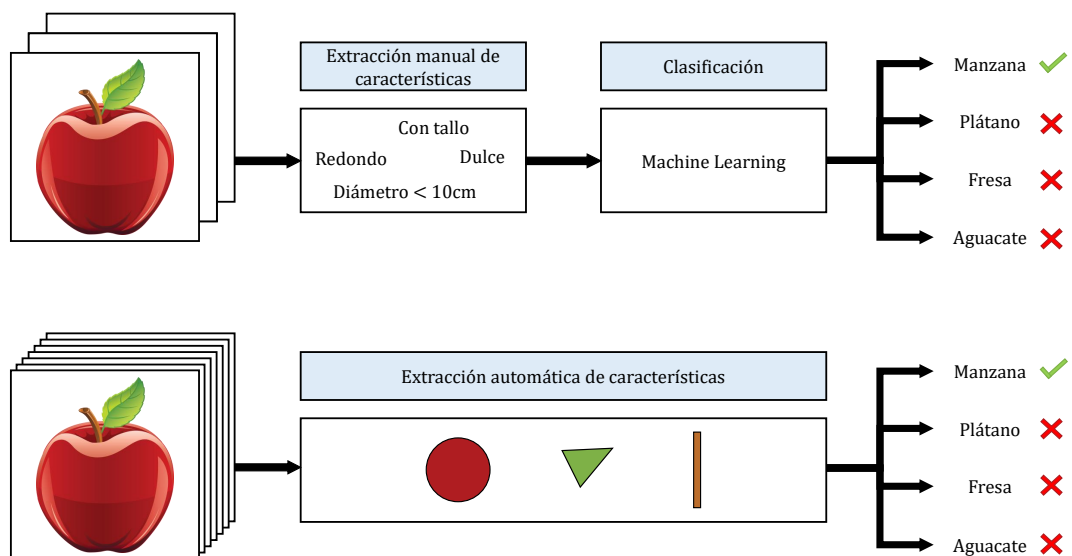 Extracción manual de
características
Clasificación
Con tallo
Redondo
Dulce
Diámetro < 10cm
Machine Learning
Manzana
Plátano
Fresa
Aguacate
Extracción automática de características
Manzana
Plátano
Fresa
Aguacate